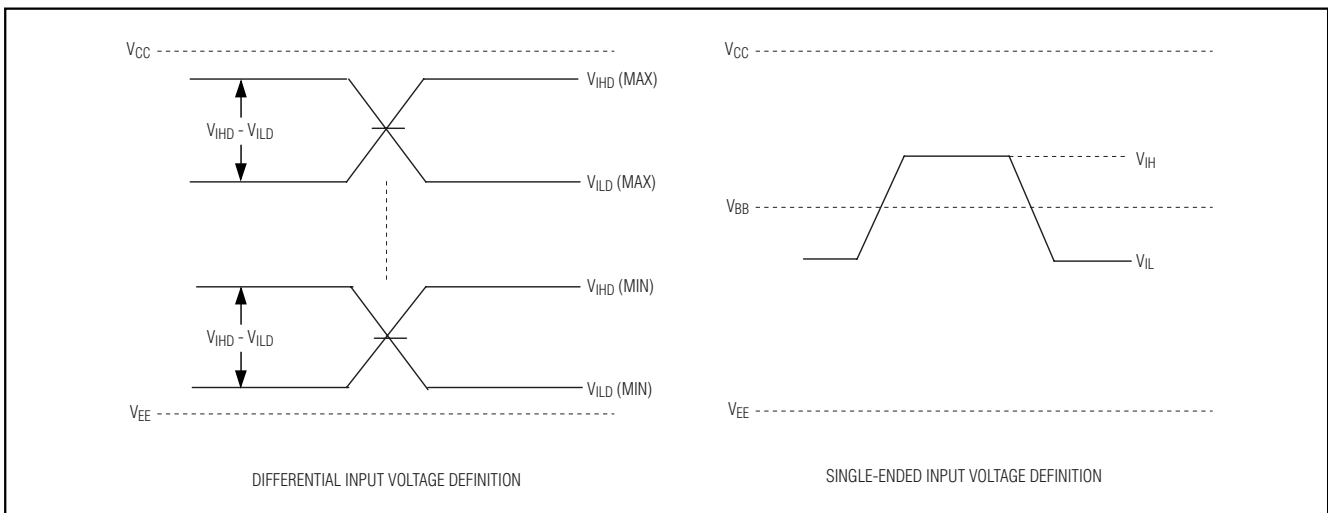 VCC
VIHD (MAX)
VIHD - VILD
VILD (MAX)
VIHD (MIN)
VIHD - VILD
VILD (MIN)
VEE
DIFFERENTIAL INPUT VOLTAGE DEFINITION
VCC
VIH
VBB
VIL
VEE
SINGLE-ENDED INPUT VOLTAGE DEFINITION